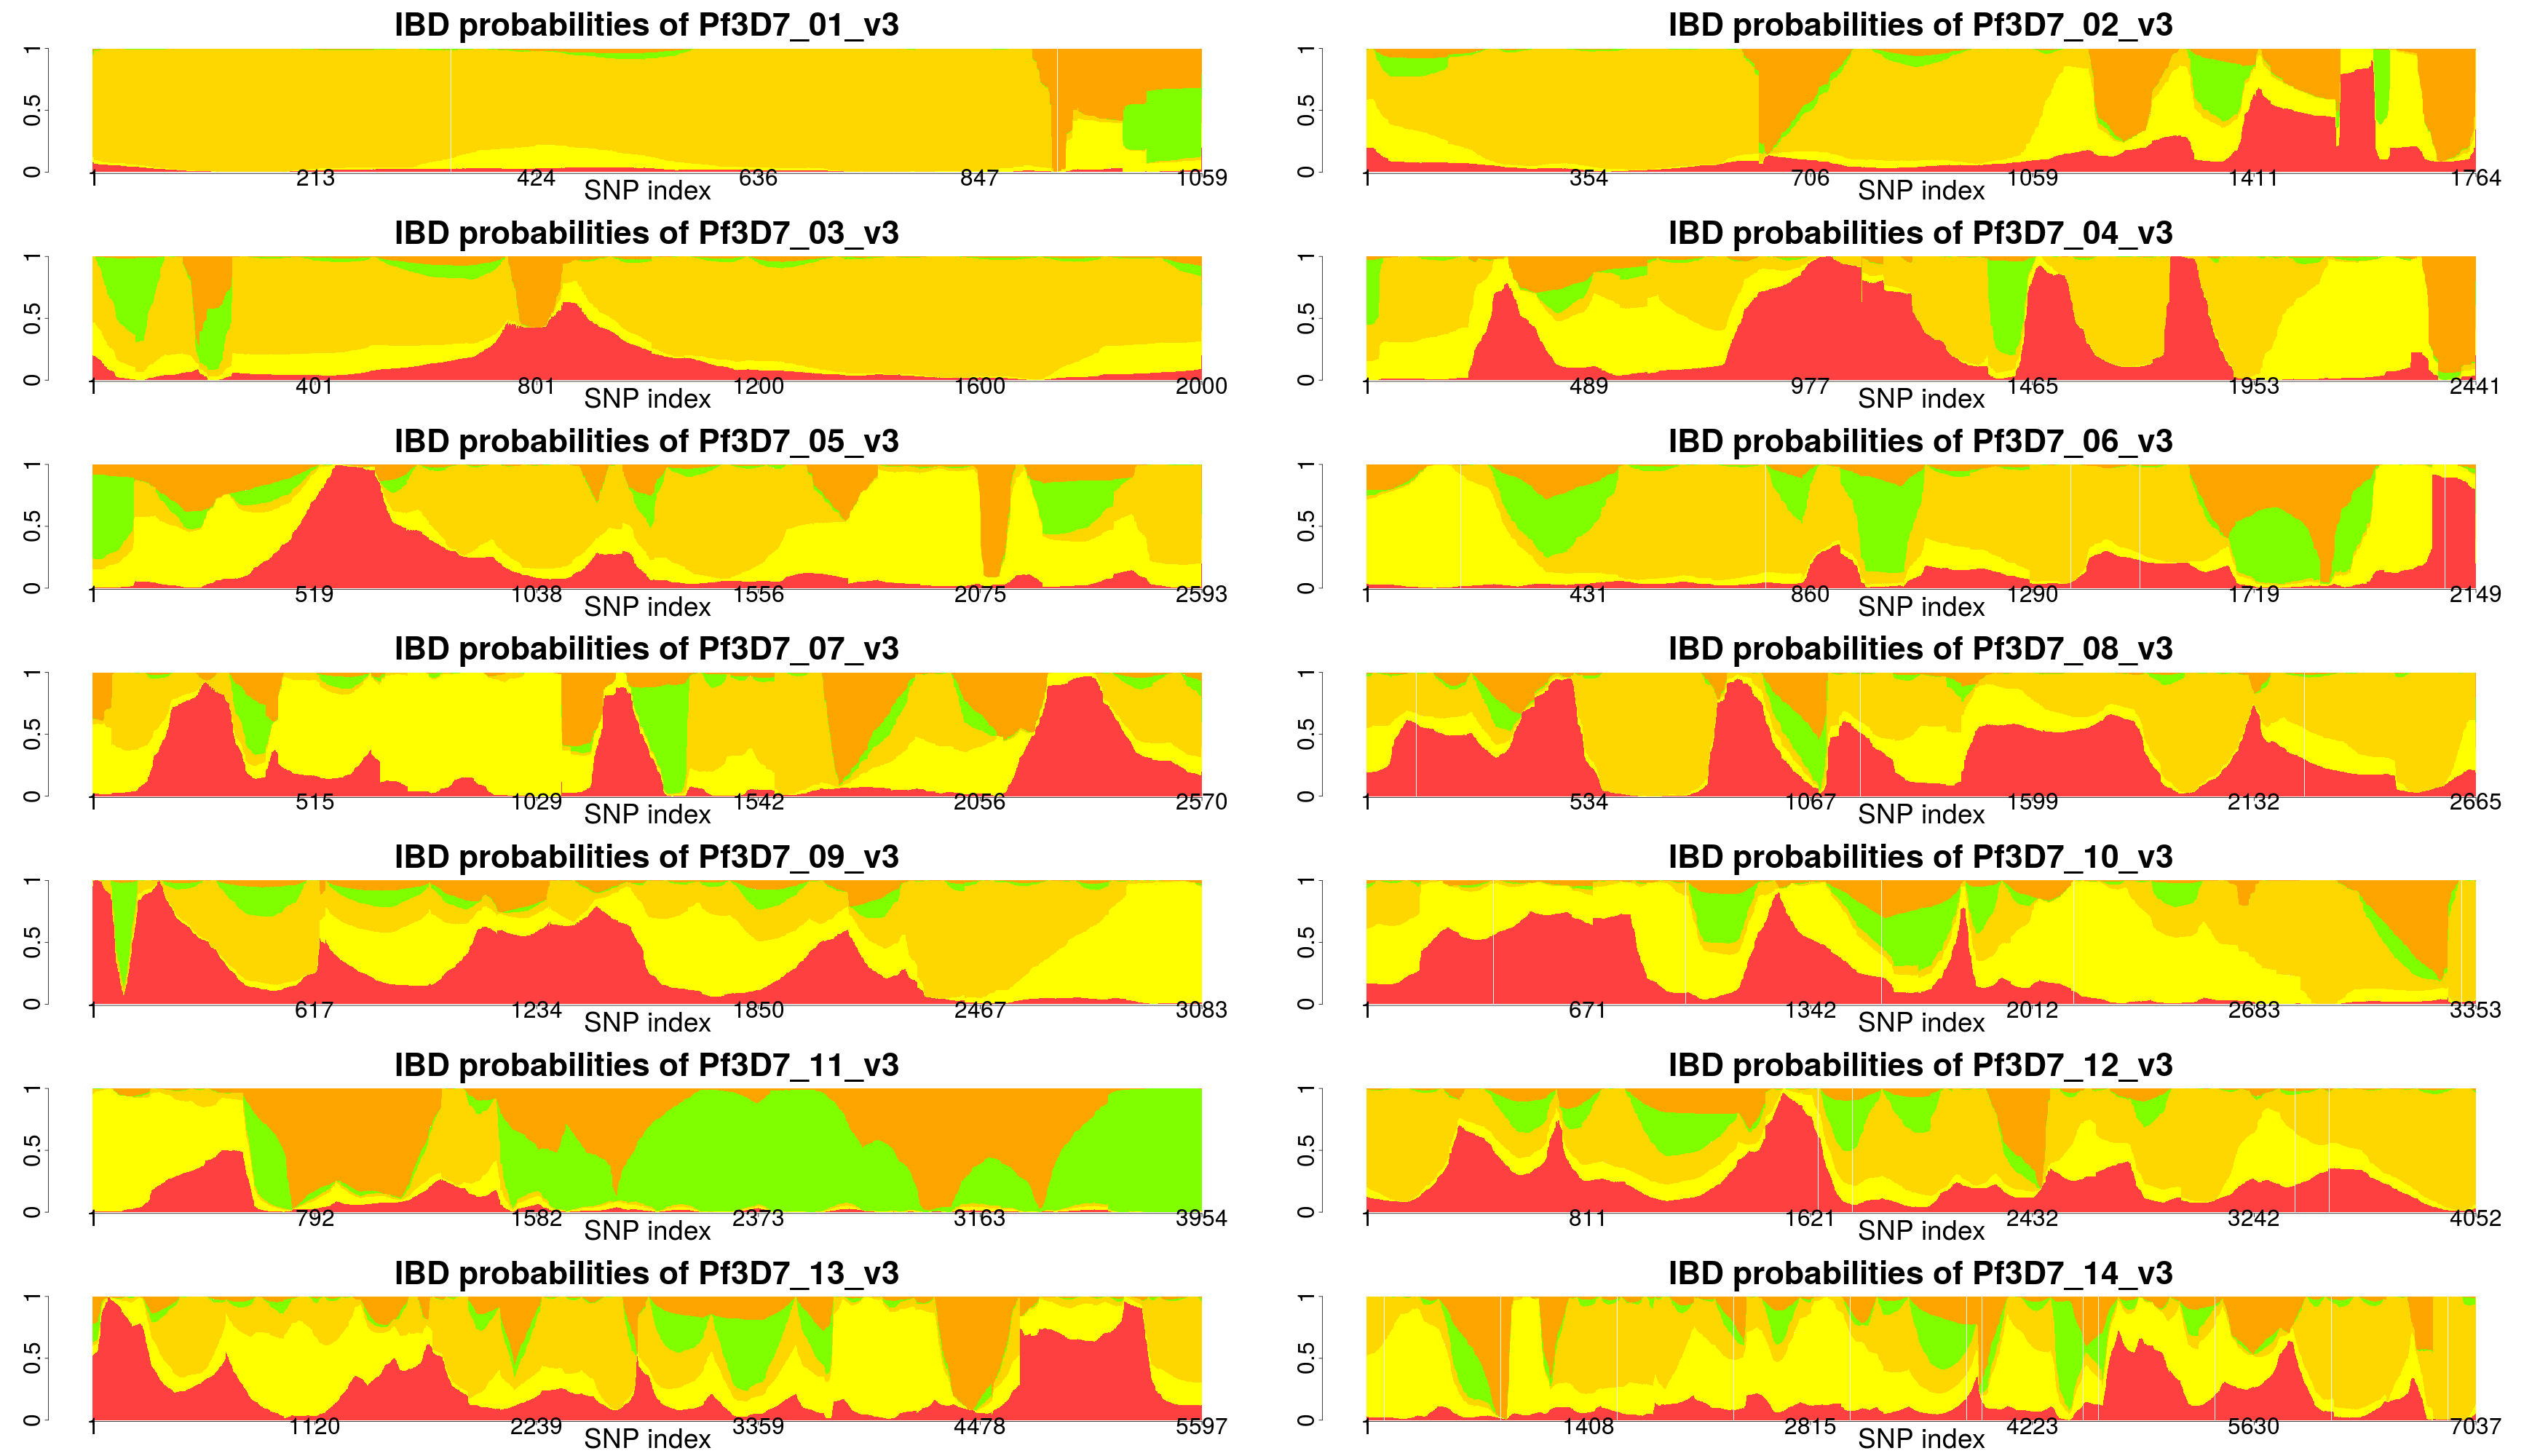 IBD probabilities of Pf3D7_01_v3
1
0.5
0
1 213 424 636 847 1059
SNP index
IBD probabilities of Pf3D7_02_v3
1
0.5
0
1 354 706 1059 1411 1764
SNP index
IBD probabilities of Pf3D7_03_v3
1
0.5
0
1 401 801 1200 1600 2000
SNP index
IBD probabilities of Pf3D7_04_v3
1
0.5
0
1 489 977 1465 1953 2441
SNP index
IBD probabilities of Pf3D7_05_v3
1
0.5
0
1 519 1038 1556 2075 2593
SNP index
IBD probabilities of Pf3D7_06_v3
1
0.5
0
1 431 860 1290 1719 2149
SNP index
IBD probabilities of Pf3D7_07_v3
1
0.5
0
1 515 1029 1542 2056 2570
SNP index
IBD probabilities of Pf3D7_08_v3
1
0.5
0
1 534 1067 1599 2132 2665
SNP index
IBD probabilities of Pf3D7_09_v3
1
0.5
0
1 617 1234 1850 2467 3083
SNP index
IBD probabilities of Pf3D7_10_v3
1
0.5
0
1 671 1342 2012 2683 3353
SNP index
IBD probabilities of Pf3D7_11_v3
1
0.5
0
1 792 1582 2373 3163 3954
SNP index
IBD probabilities of Pf3D7_12_v3
1
0.5
0
1 811 1621 2432 3242 4052
SNP index
IBD probabilities of Pf3D7_13_v3
1
0.5
0
1 1120 2239 3359 4478 5597
SNP index
IBD probabilities of Pf3D7_14_v3
1
0.5
0
1 1408 2815 4223 5630 7037
SNP index